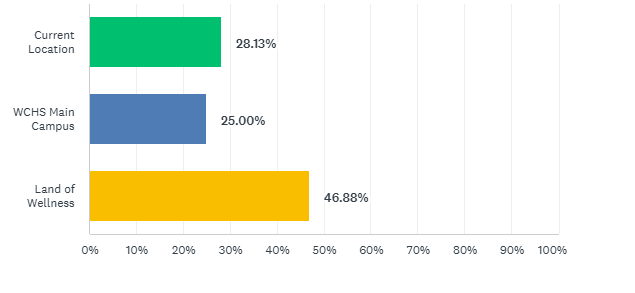 Current
Location
28.13%
WCHS Main
Campus
25.00%
Land of
Wellness
46.88%
0% 10% 20% 30% 40% 50% 60% 70% 80% 90% 100%